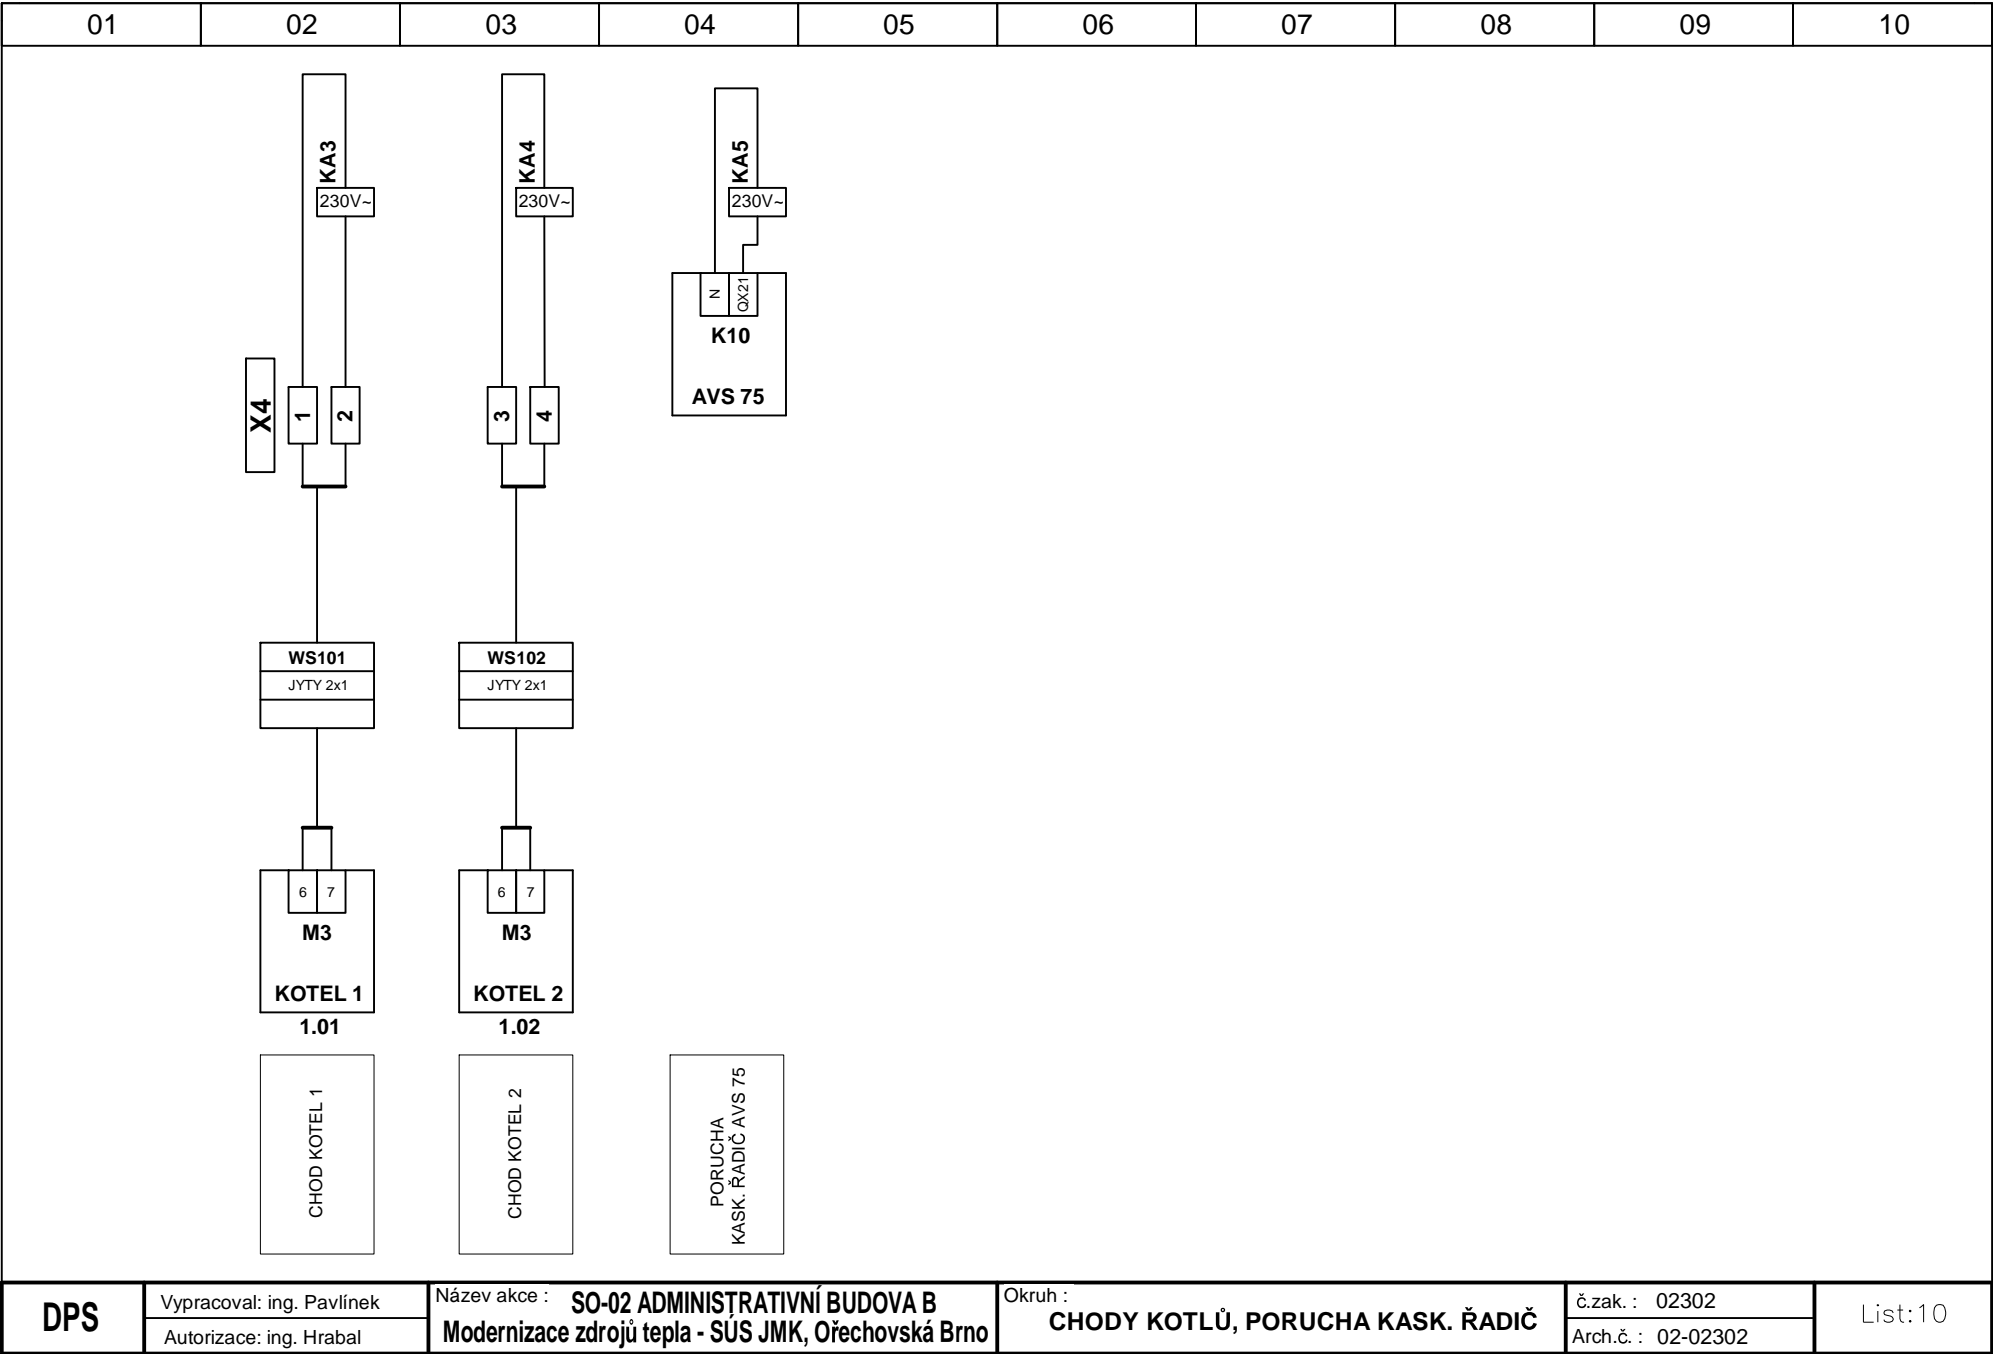 01 02 03 04 05 06 07 08 09 10
KA3 KA4 KA5
230V~ 230V~ 230V~
N QX21
K10
AVS 75
X4 1 2 3 4
WS101 WS102
JYTY 2x1 JYTY 2x1
6 7 6 7
M3 M3
KOTEL 1 KOTEL 2
1.01 1.02
CHOD KOTEL 1
CHOD KOTEL 2
PORUCHA
KASK. ŘADIČ AVS 75
DPS
Vypracoval: ing. Pavlínek
Autorizace: ing. Hrabal
Název akce : SO-02 ADMINISTRATIVNÍ BUDOVA B
Modernizace zdrojů tepla - SÚS JMK, Ořechovská Brno
Okruh :
CHODY KOTLŮ, PORUCHA KASK. ŘADIČ
č.zak. : 02302
Arch.č. : 02-02302
List:10